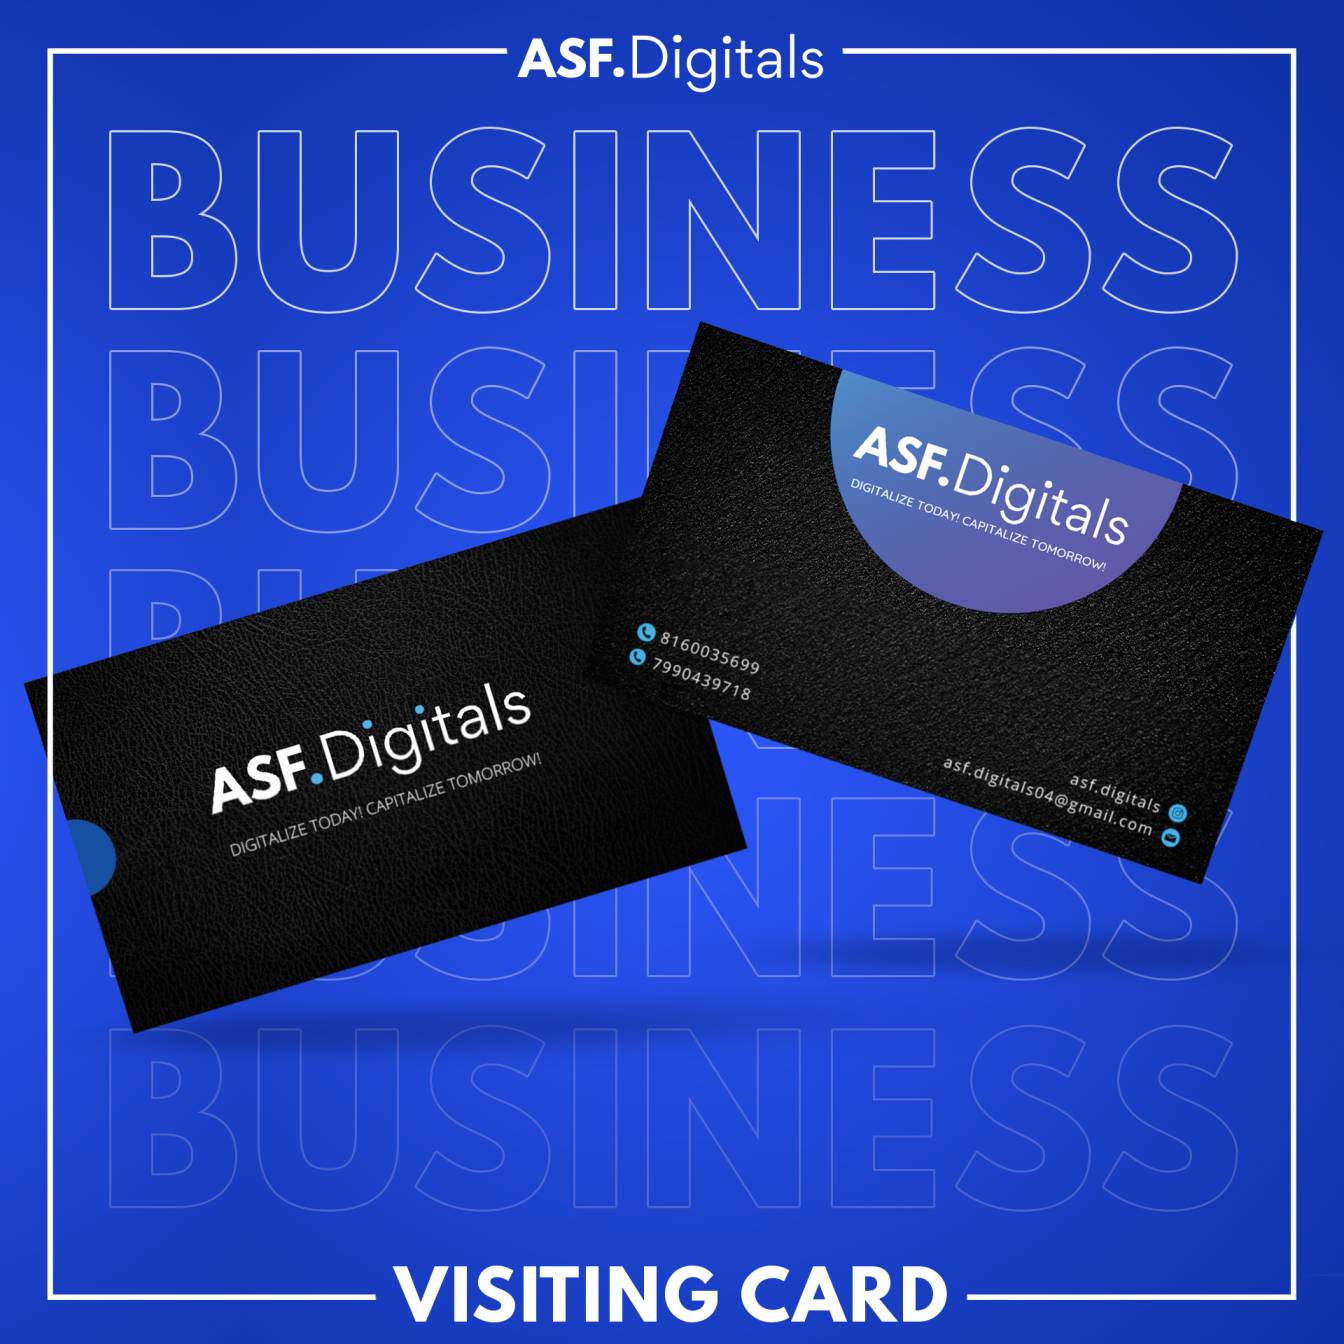 ASF.Digitals
BUSINESS
BUSINESS
BUSINESS
BUSINESS
ASF.Digitals
DIGITALIZE TODAY! CAPITALIZE TOMORROW!
8160035699
7990439718
asf.digitals
asf.digitals04@gmail.com
ASF.Digitals
DIGITALIZE TODAY! CAPITALIZE TOMORROW!
BUSINESS
VISITING CARD